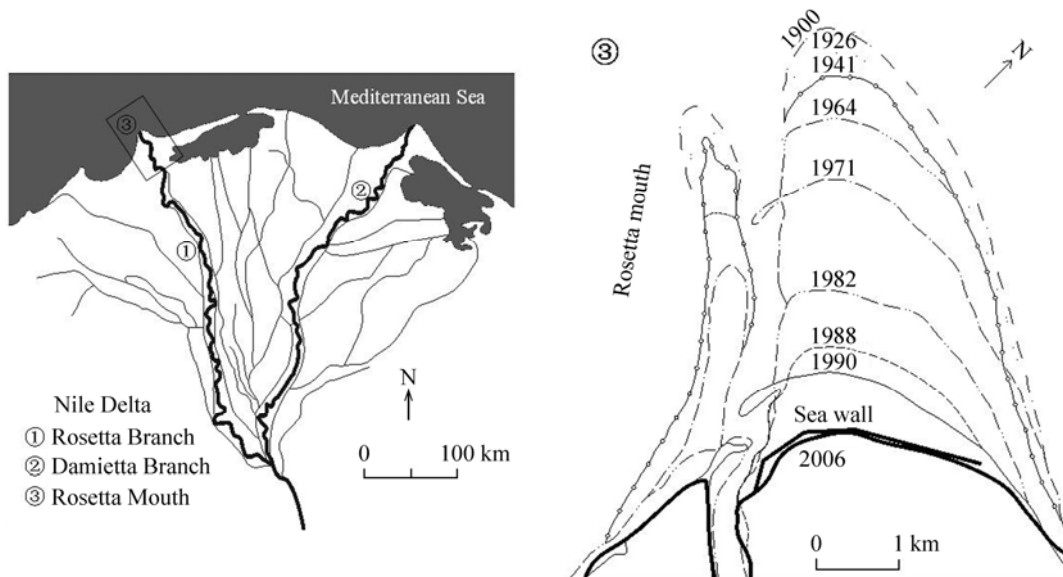 Mediterranean Sea
③
②
①
N
Nile Delta
① Rosetta Branch
② Damietta Branch
③ Rosetta Mouth
0 100 km
③
N
1900
1926
1941
1964
1971
Rosetta mouth
1982
1988
1990
Sea wall
2006
0 1 km